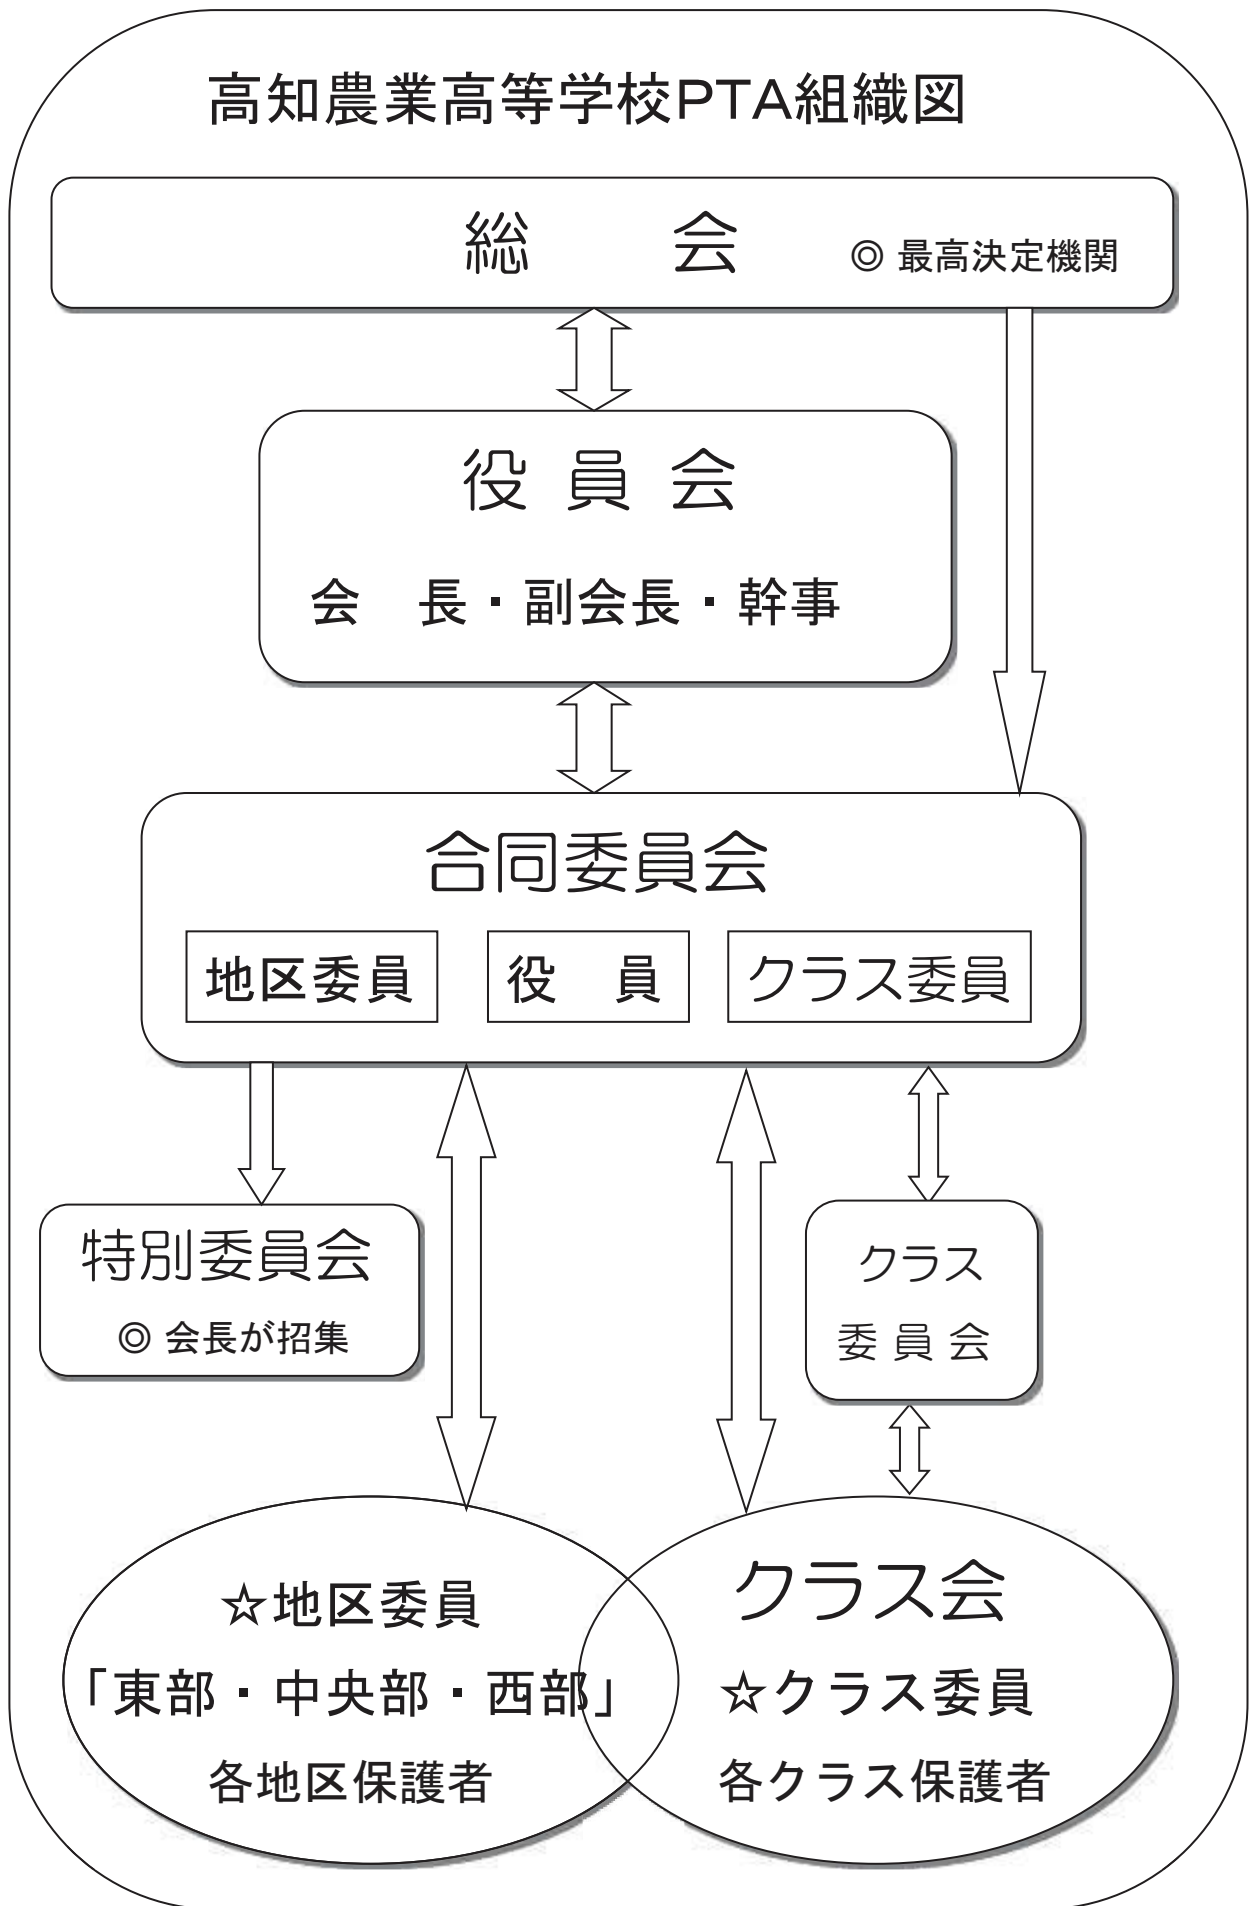 高知農業高等学校PTA組織図
総　会　◎ 最高決定機関
役 員 会
会　長・副会長・幹事
合同委員会
地区委員　役　員　クラス委員
特別委員会
◎ 会長が招集
クラス
委 員 会
☆地区委員
「東部・中央部・西部」
各地区保護者
クラス会
☆クラス委員
各クラス保護者